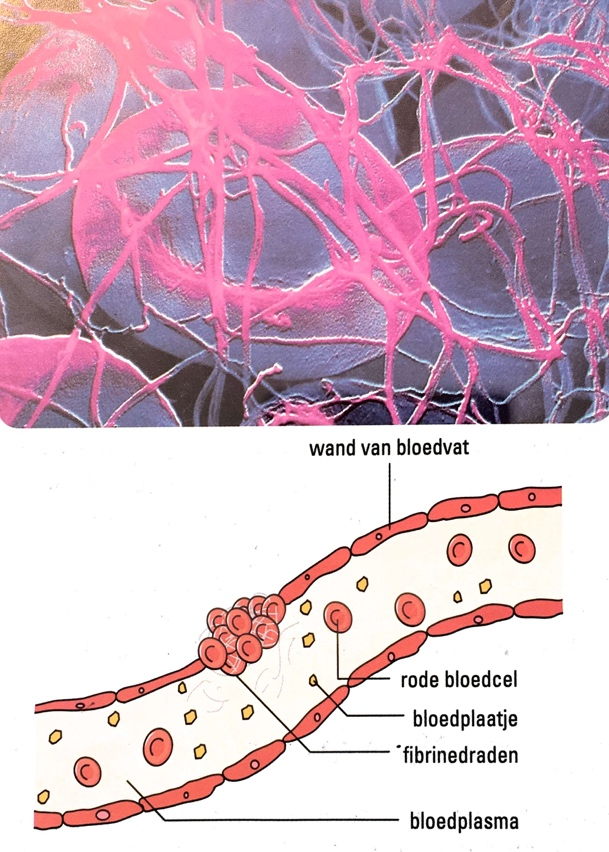 wand van bloedvat
rode bloedcel
bloedplaatje
fibrinedraden
bloedplasma